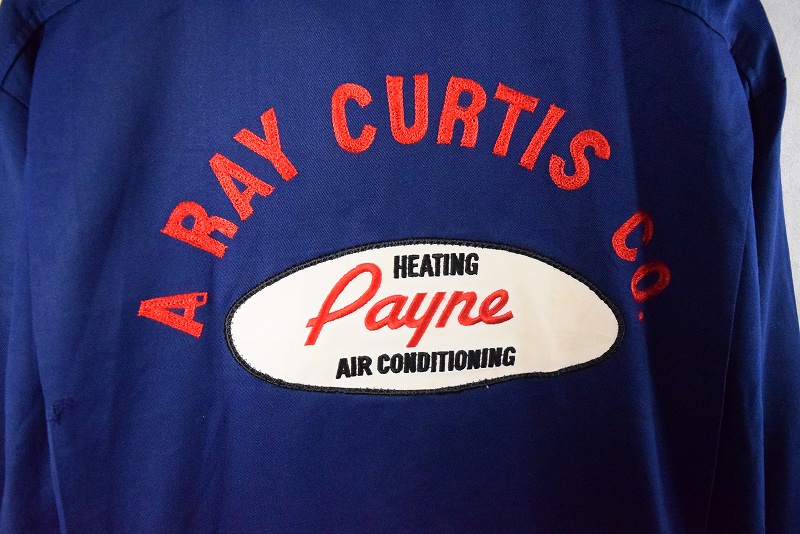 A RAY CURTIS CO.
HEATING
Payne
AIR CONDITIONING